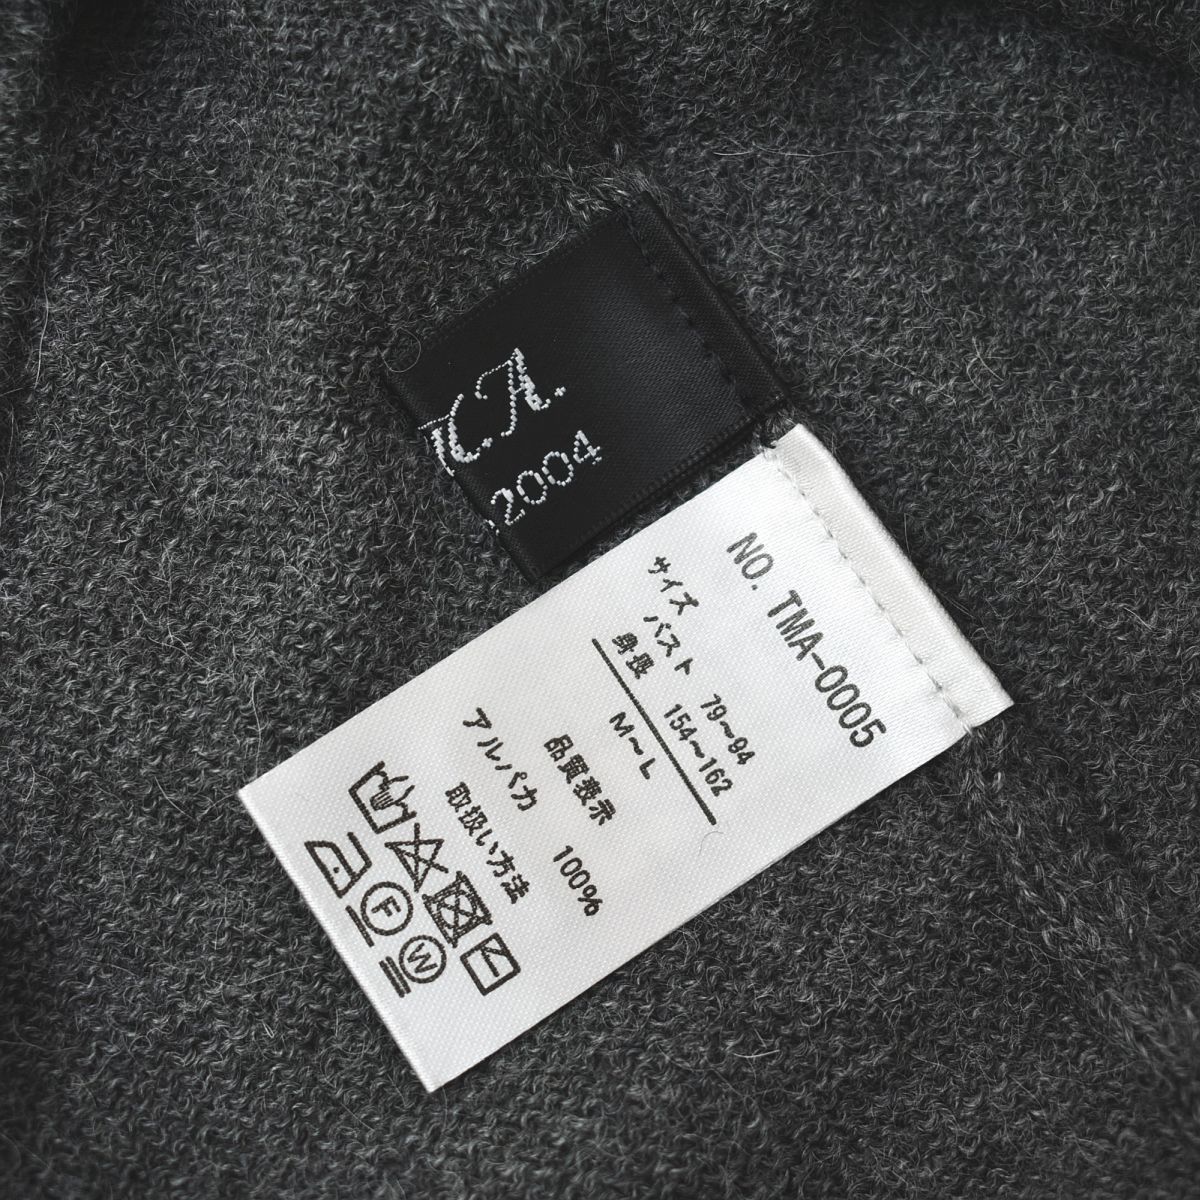 CA.
2004
NO. TMA-0005
サイズ
バスト 79~94
身長 154~162
M~L
品質表示
アルパカ 100%
取扱い方法
F
W